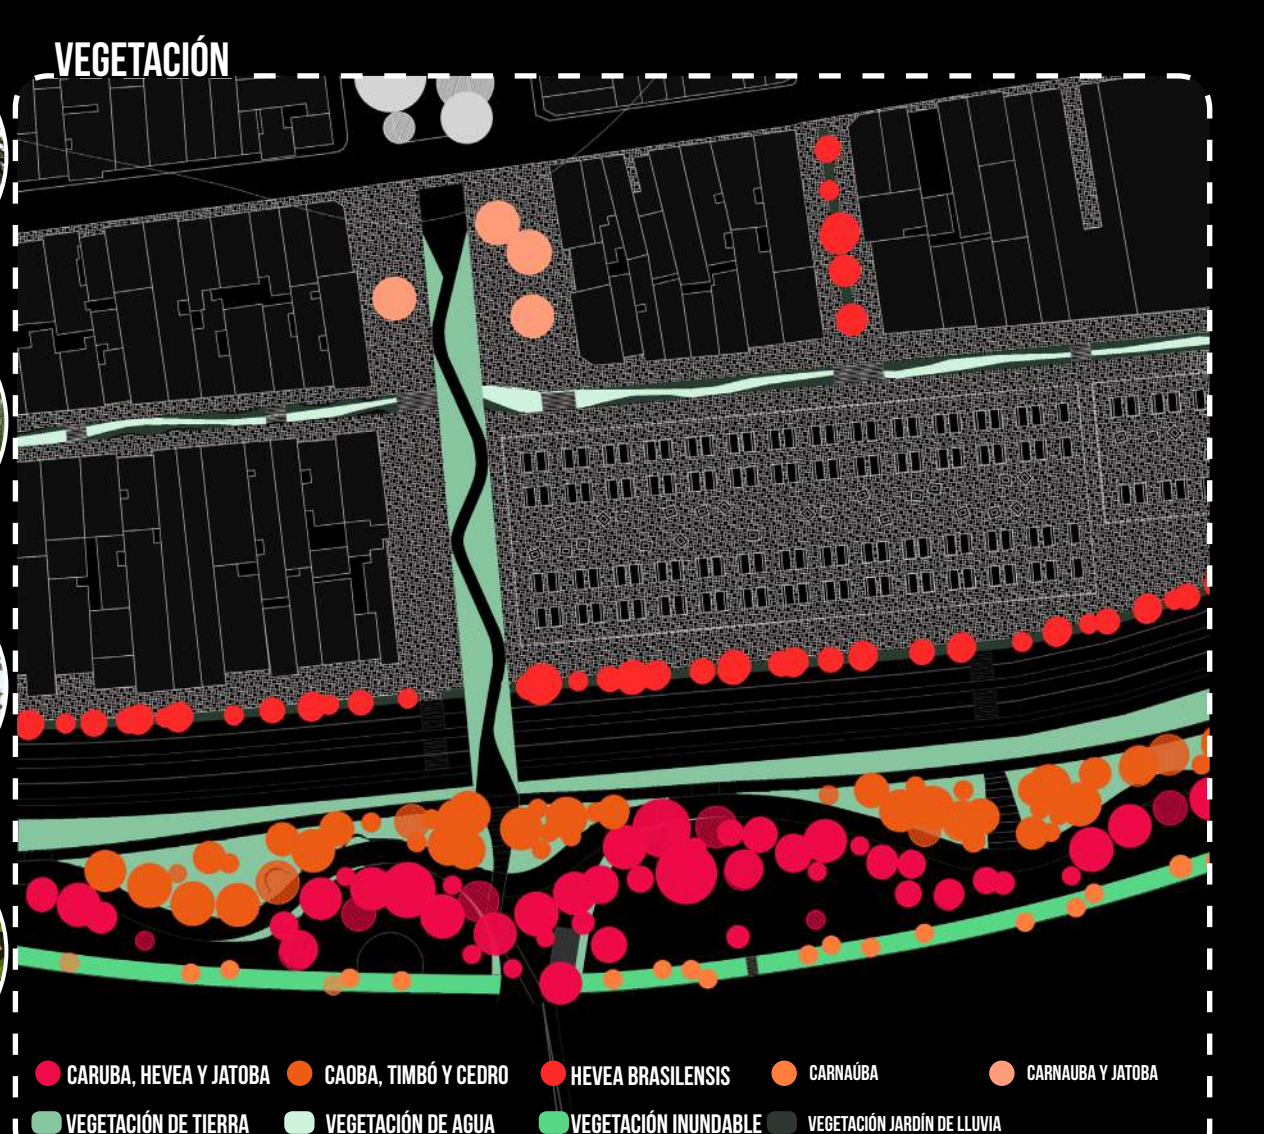 VEGETACIÓN
CARUBA, HEVEA Y JATOBA CAOBA, TIMBÓ Y CEDRO HEVEA BRASILENSIS CARNAÚBA CARNAUBA Y JATOBA
VEGETACIÓN DE TIERRA VEGETACIÓN DE AGUA VEGETACIÓN INUNDABLE VEGETACIÓN JARDÍN DE LLUVIA